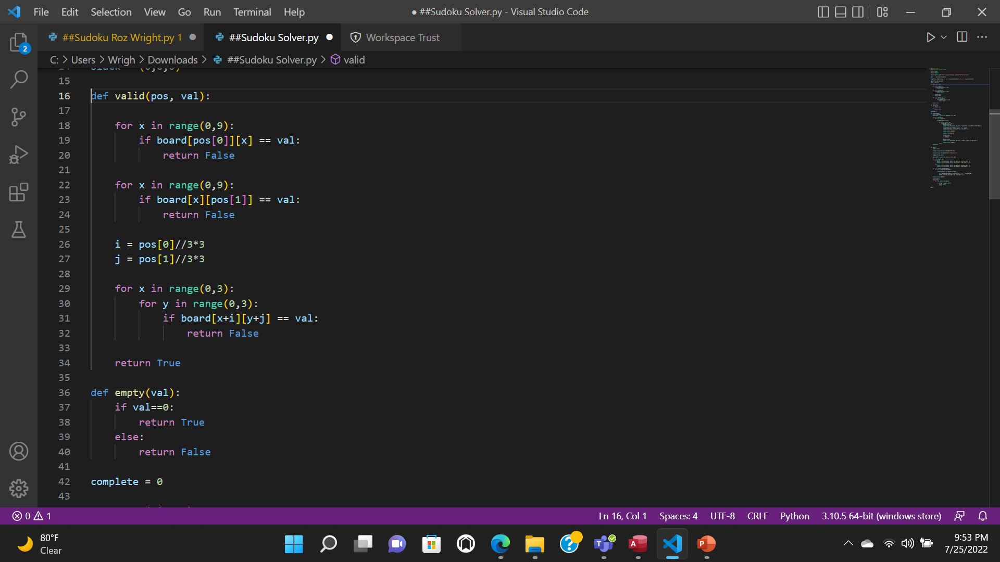 File Edit Selection View Go Run Terminal Help
● ##Sudoku Solver.py - Visual Studio Code
##Sudoku Roz Wright.py 1
##Sudoku Solver.py
Workspace Trust
C: > Users > Wrigh > Downloads > ##Sudoku Solver.py > valid
15
16 def valid(pos, val):
17
18 for x in range(0,9):
19 if board[pos[0]][x] == val:
20 return False
21
22 for x in range(0,9):
23 if board[x][pos[1]] == val:
24 return False
25
26 i = pos[0]//3*3
27 j = pos[1]//3*3
28
29 for x in range(0,3):
30 for y in range(0,3):
31 if board[x+i][y+j] == val:
32 return False
33
34 return True
35
36 def empty(val):
37 if val==0:
38 return True
39 else:
40 return False
41
42 complete = 0
43
2
0 1
Ln 16, Col 1 Spaces: 4 UTF-8 CRLF Python 3.10.5 64-bit (windows store)
80°F
Clear
9:53 PM
7/25/2022